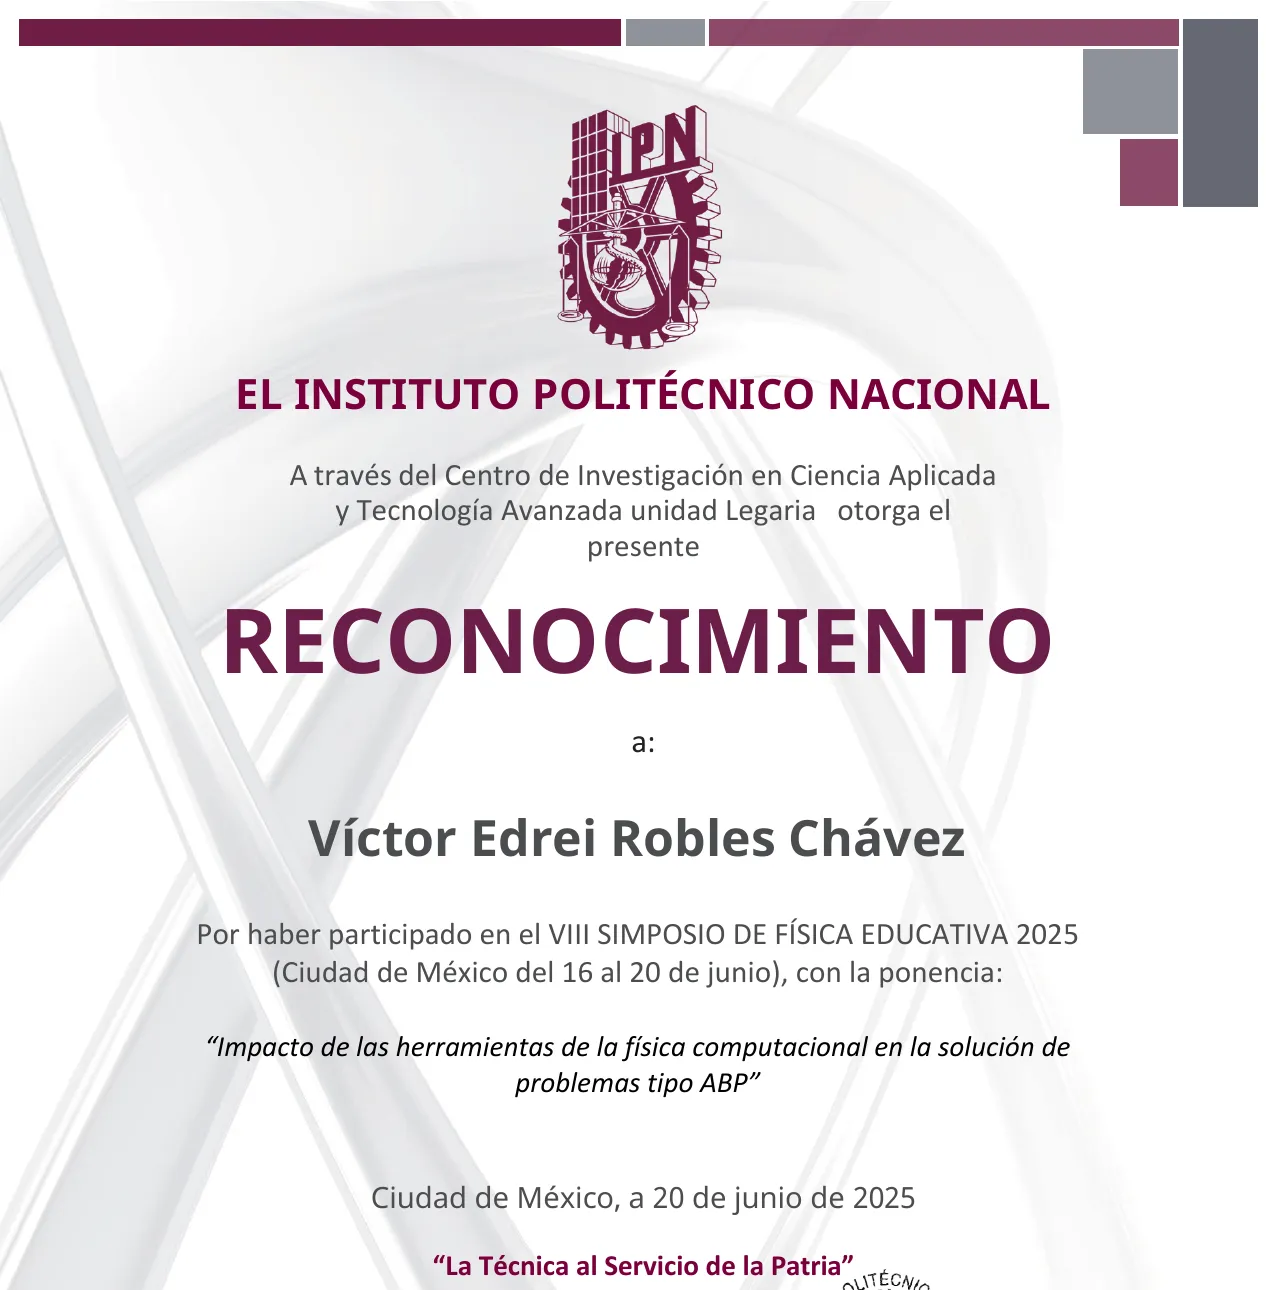 IPN
EL INSTITUTO POLITÉCNICO NACIONAL
A través del Centro de Investigación en Ciencia Aplicada
y Tecnología Avanzada unidad Legaria otorga el
presente
RECONOCIMIENTO
a:
Víctor Edrei Robles Chávez
Por haber participado en el VIII SIMPOSIO DE FÍSICA EDUCATIVA 2025
(Ciudad de México del 16 al 20 de junio), con la ponencia:
“Impacto de las herramientas de la física computacional en la solución de
problemas tipo ABP”
Ciudad de México, a 20 de junio de 2025
“La Técnica al Servicio de la Patria”